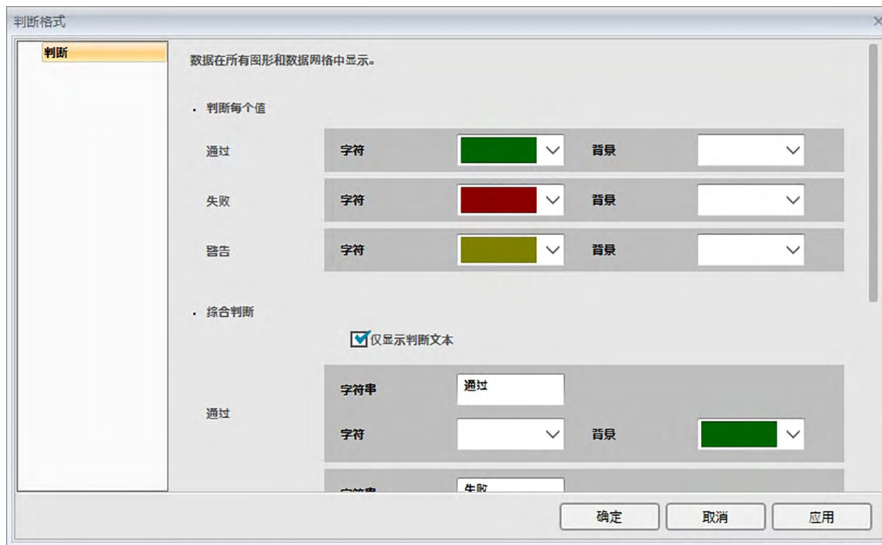 判断格式
判断
数据在所有图形和数据网格中显示。
· 判断每个值
通过 字符 背景
失败 字符 背景
警告 字符 背景
· 综合判断
仅显示判断文本
字符串 通过
通过
字符 背景
字符串 失败
确定 取消 应用